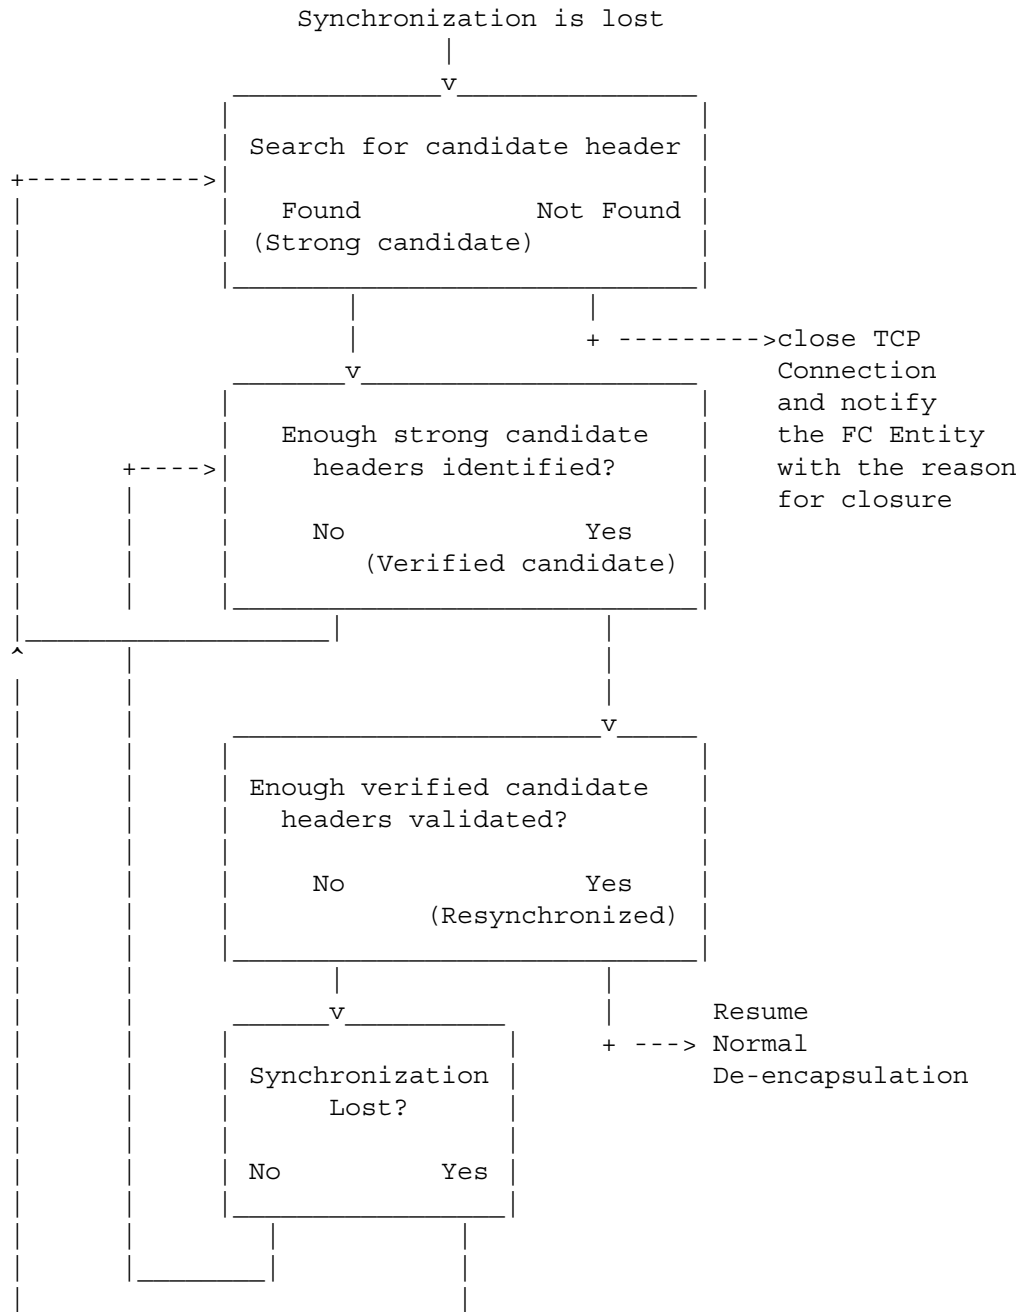 Synchronization is lost
Search for candidate header
Found Not Found
(Strong candidate)
close TCP
Connection
and notify
Enough strong candidate the FC Entity
headers identified? with the reason
for closure
No Yes
(Verified candidate)
Enough verified candidate
headers validated?
No Yes
(Resynchronized)
Resume
Normal
Synchronization De-encapsulation
Lost?
No Yes